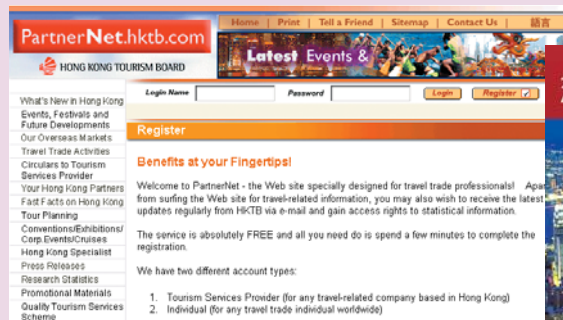 PartnerNet.hktb.com
HONG KONG TOURISM BOARD
Home | Print | Tell a Friend | Sitemap | Contact Us | 語言
Latest Events &
Login Name Password Login Register
What's New in Hong Kong
Events, Festivals and
Future Developments
Our Overseas Markets
Travel Trade Activities
Circulars to Tourism
Services Provider
Your Hong Kong Partners
Fast Facts on Hong Kong
Tour Planning
Conventions/Exhibitions/
Corp.Events/Cruises
Hong Kong Specialist
Press Releases
Research Statistics
Promotional Materials
Quality Tourism Services
Scheme
Register
Benefits at your Fingertips!
Welcome to PartnerNet - the Web site specially designed for travel trade professionals! Apar
from surfing the Web site for travel-related information, you may also wish to receive the latest
updates regularly from HKTB via e-mail and gain access rights to statistical information.
The service is absolutely FREE and all you need do is spend a few minutes to complete the
registration.
We have two different account types:
1. Tourism Services Provider (for any travel-related company based in Hong Kong)
2. Individual (for any travel trade individual worldwide)